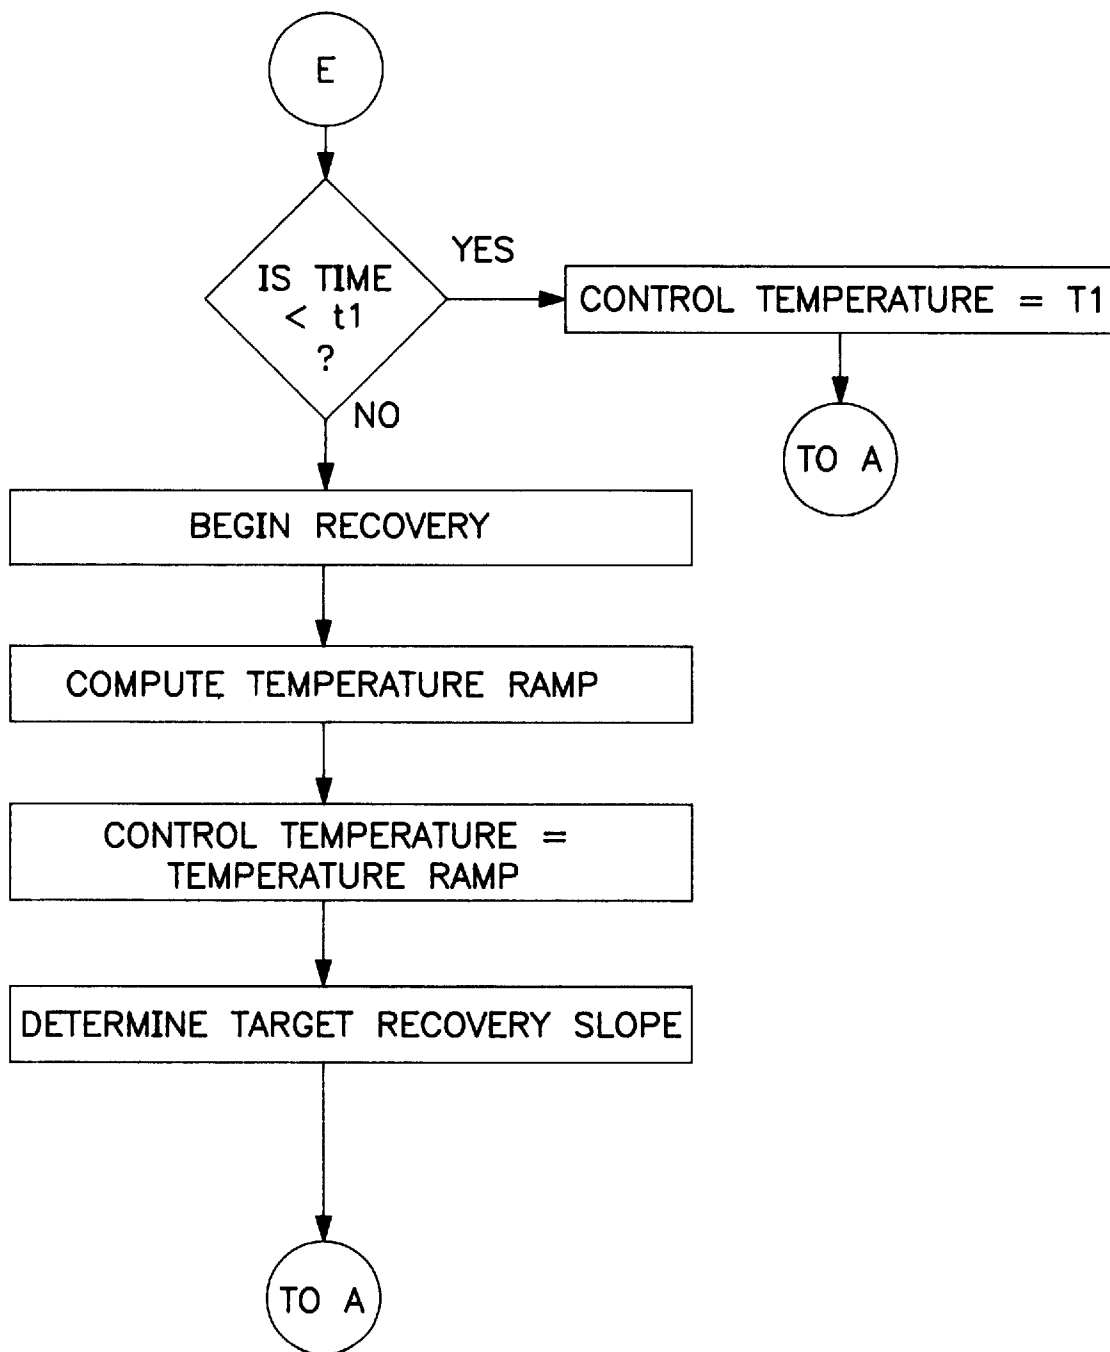 E
IS TIME
< t1
?
YES
CONTROL TEMPERATURE = T1
TO A
NO
BEGIN RECOVERY
COMPUTE TEMPERATURE RAMP
CONTROL TEMPERATURE =
TEMPERATURE RAMP
DETERMINE TARGET RECOVERY SLOPE
TO A